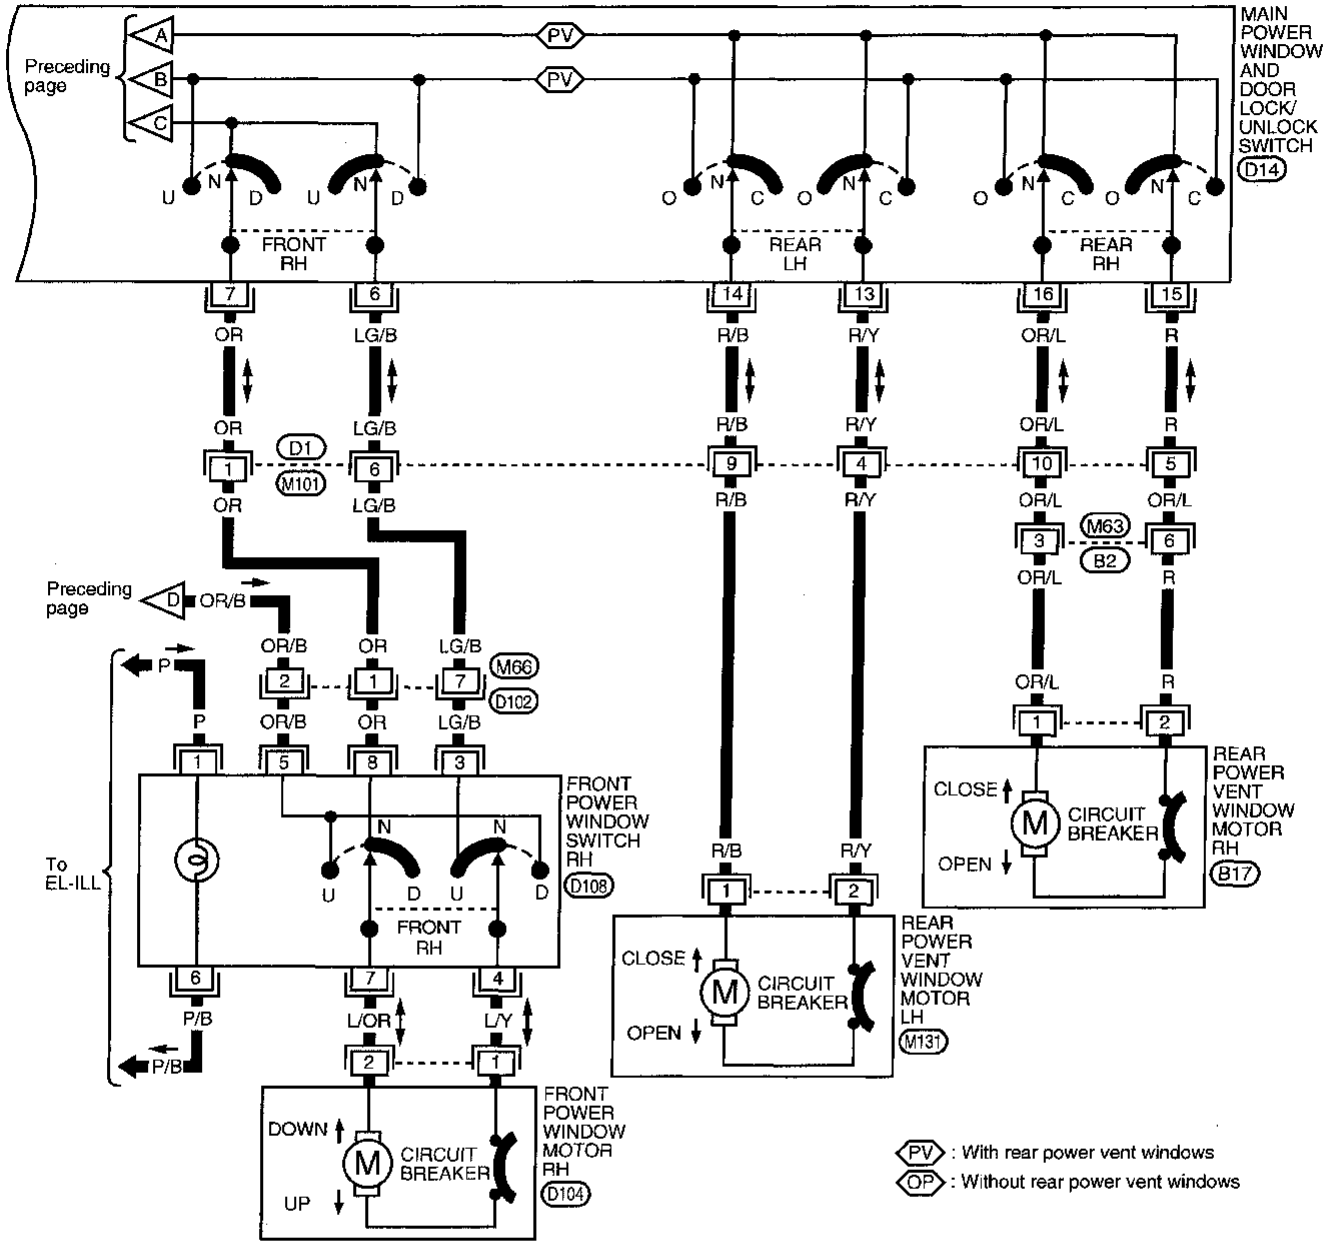 A PV MAIN
POWER
WINDOW
AND
DOOR
LOCK/
UNLOCK
SWITCH
D14
Preceding
page
B PV
C
U N D U N D O N C O N C O N C O N C
FRONT
RH
REAR
LH
REAR
RH
7 6 14 13 16 15
OR LG/B R/B R/Y OR/L R
OR LG/B R/B R/Y OR/L R
1 D1 6 9 4 10 5
M101
OR LG/B R/B R/Y OR/L OR/L
3 M63 6
B2
OR/L R
Preceding
page
D OR/B
OR/B OR LG/B
P
2 1 7 M66
D102
OR/L R
P OR/B OR LG/B
1 2
1 5 8 3
FRONT
POWER
WINDOW
SWITCH
RH
D108
N N
U D U D
FRONT
RH
To
EL-ILL
REAR
POWER
VENT
WINDOW
MOTOR
RH
B17
CLOSE
M
CIRCUIT
BREAKER
OPEN
R/B R/Y
1 2
REAR
POWER
VENT
WINDOW
MOTOR
LH
M131
CLOSE
M
CIRCUIT
BREAKER
OPEN
6 7 4
P/B L/OR L/Y
P/B 2 1
FRONT
POWER
WINDOW
MOTOR
RH
D104
DOWN
M
CIRCUIT
BREAKER
UP
PV : With rear power vent windows
OP : Without rear power vent windows